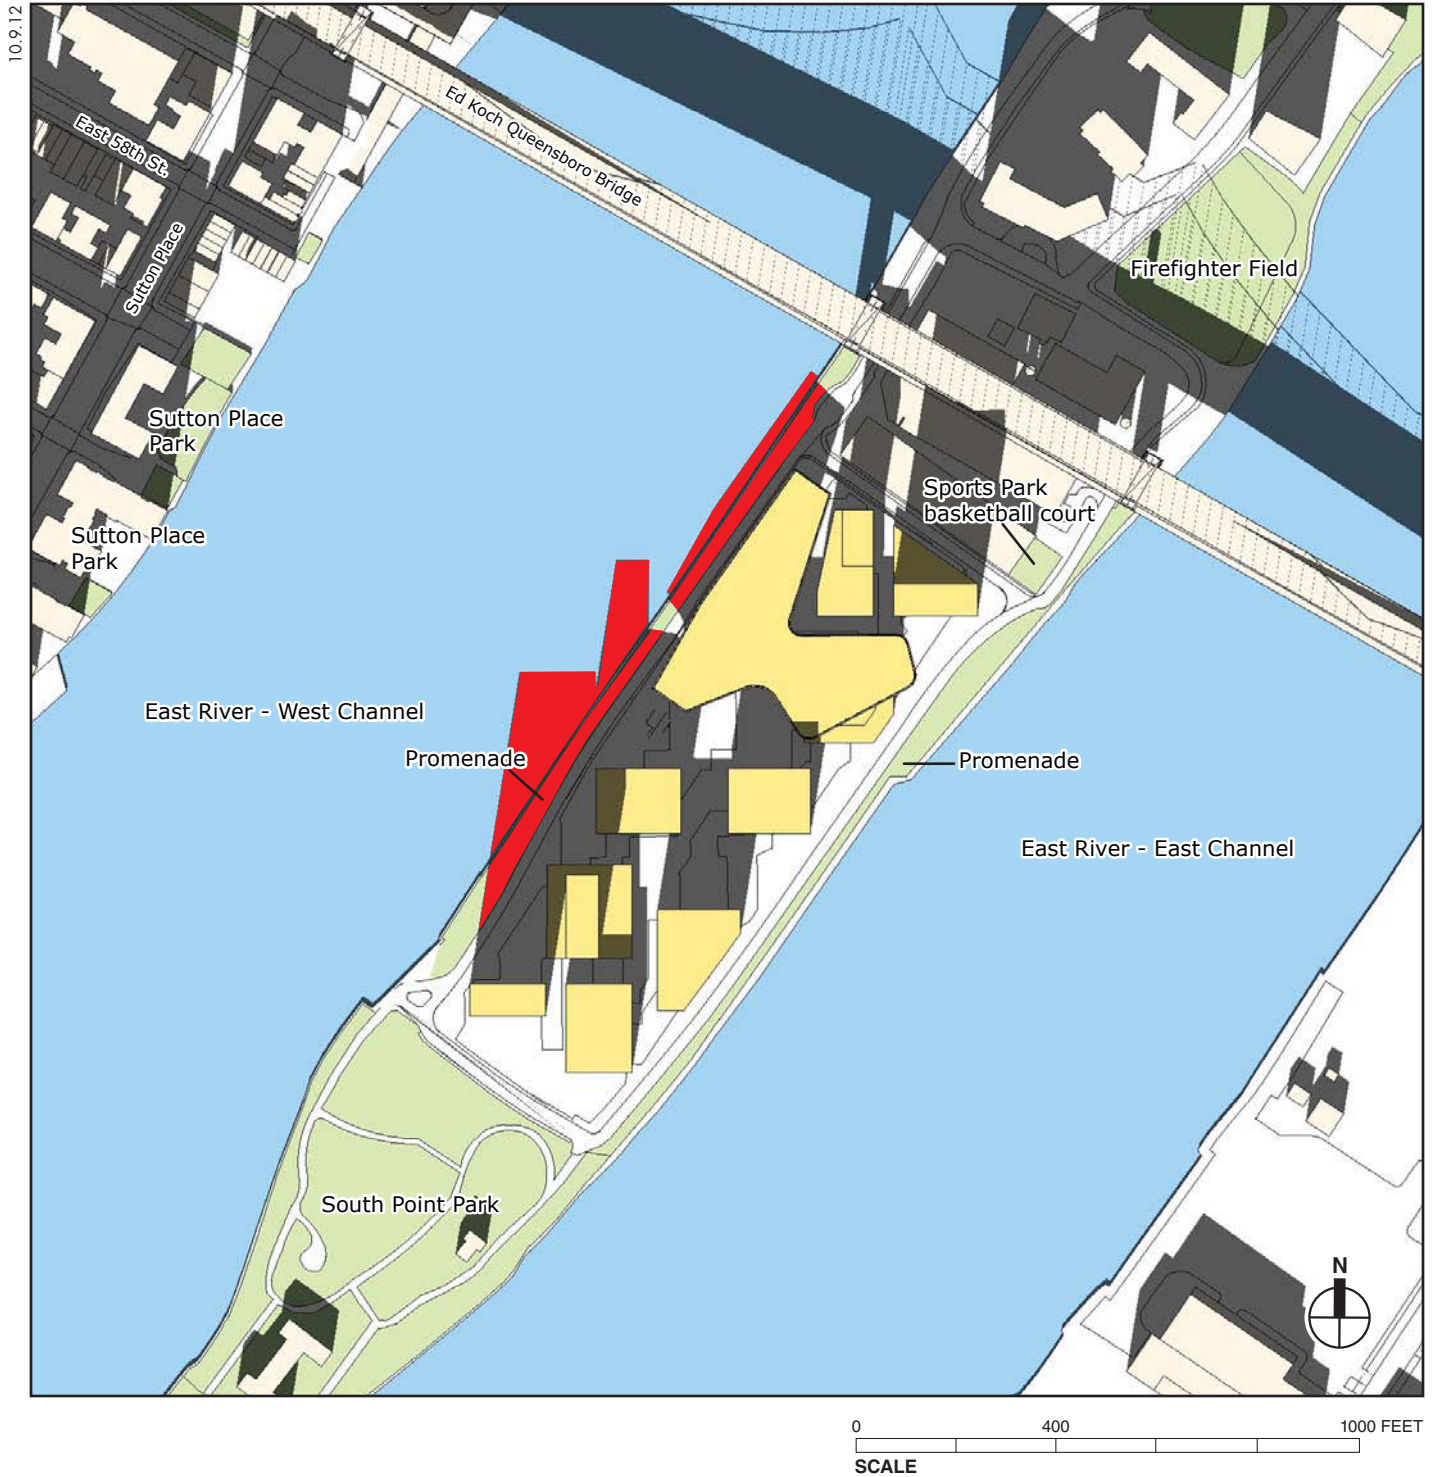 10.9.12
Ed Koch Queensboro Bridge
East 58th St.
Sutton Place
Firefighter Field
Sutton Place
Park
Sports Park
basketball court
Sutton Place
Park
East River - West Channel
Promenade
Promenade
East River - East Channel
South Point Park
N
0 400 1000 FEET
SCALE